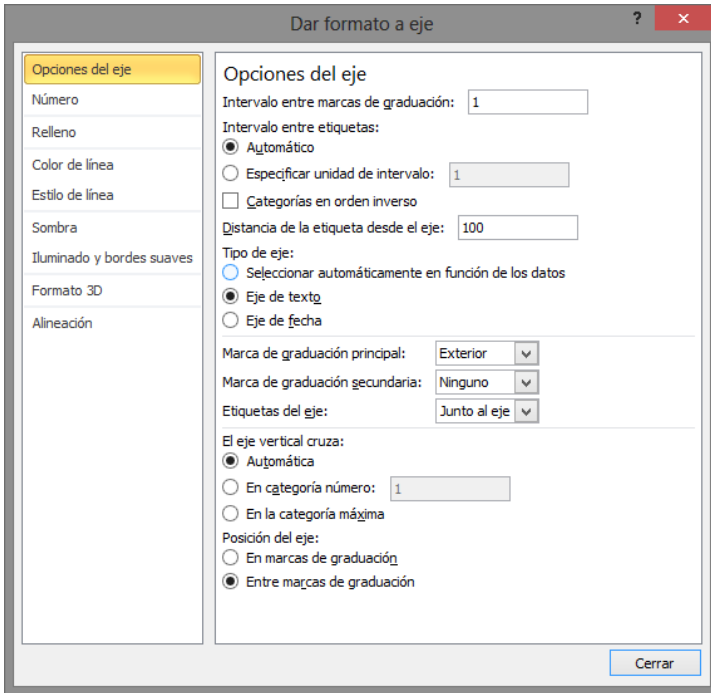 Dar formato a eje
?
×
Opciones del eje
Número
Relleno
Color de línea
Estilo de línea
Sombra
Iluminado y bordes suaves
Formato 3D
Alineación
Opciones del eje
Intervalo entre marcas de graduación: 1
Intervalo entre etiquetas:
Automático
Especificar unidad de intervalo: 1
Categorías en orden inverso
Distancia de la etiqueta desde el eje: 100
Tipo de eje:
Seleccionar automáticamente en función de los datos
Eje de texto
Eje de fecha
Marca de graduación principal: Exterior
Marca de graduación secundaria: Ninguno
Etiquetas del eje: Junto al eje
El eje vertical cruza:
Automática
En categoría número: 1
En la categoría máxima
Posición del eje:
En marcas de graduación
Entre marcas de graduación
Cerrar